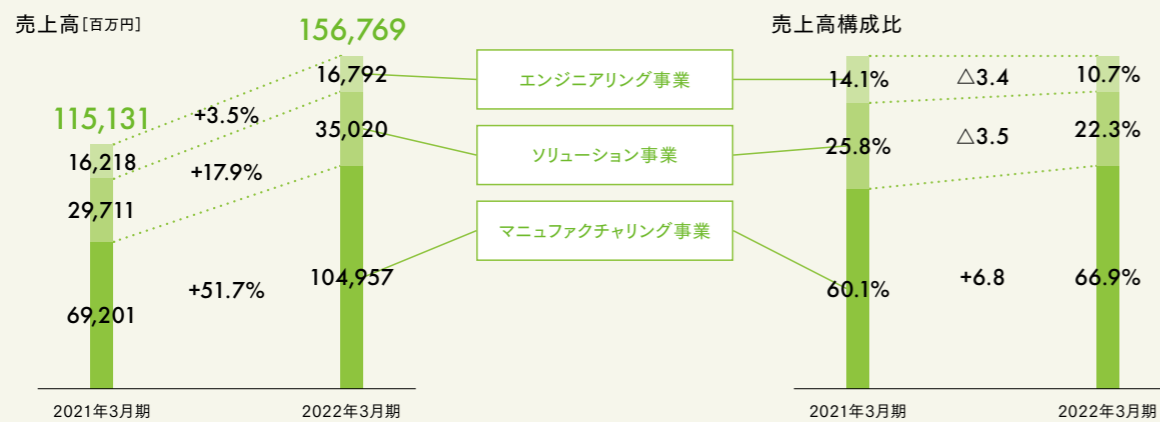 売上高[百万円]
115,131
16,218
29,711
69,201
+3.5%
+17.9%
+51.7%
156,769
16,792
35,020
104,957
2021年3月期
2022年3月期
エンジニアリング事業
ソリューション事業
マニュファクチャリング事業
売上高構成比
14.1%
25.8%
60.1%
△3.4
△3.5
+6.8
10.7%
22.3%
66.9%
2021年3月期
2022年3月期